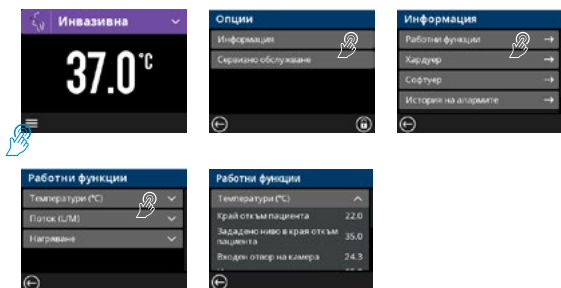 Инвазивна
37.0°C
Опции
Информация
Сервизно обслужване
Информация
Работни функции
Хардуер
Софтуер
История на алармите
Работни функции
Температури (°C)
Поток (L/M)
Нагряване
Работни функции
Температури (°C)
Край откъм пациента 22.0
Зададено ниво в края откъм
пациента 35.0
Входен отвор на камера 24.3